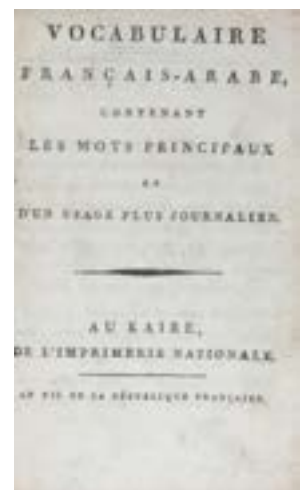 VOCABULAIRE
FRANÇAIS-ARABE,
CONTENANT
LES MOTS PRINCIPAUX
ET
D'UN USAGE PLUS JOURNALIER.
AU KAIRE,
DE L'IMPRIMERIE NATIONALE.
AN VII DE LA RÉPUBLIQUE FRANÇAISE.